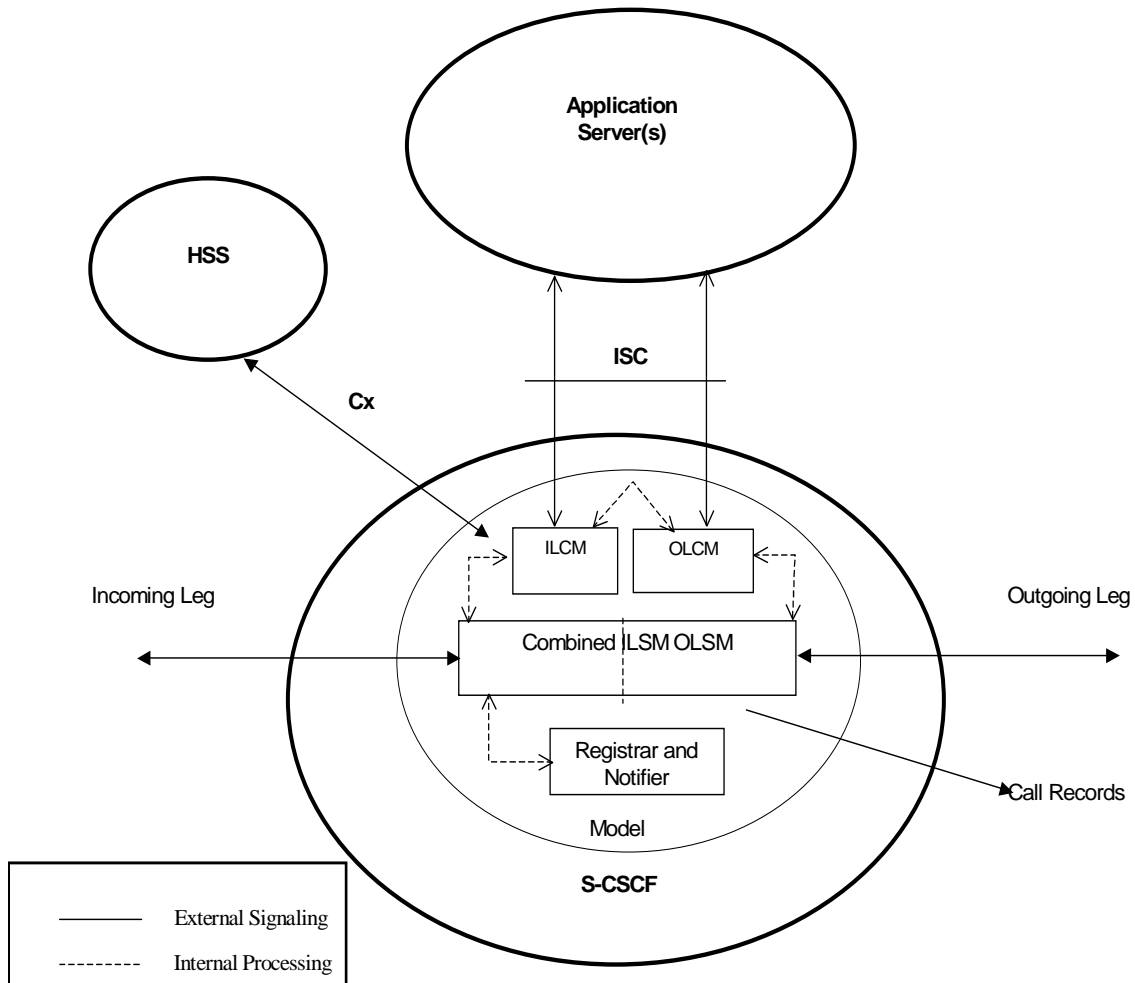 Application
Server(s)
HSS
ISC
Cx
ILCM
OLCM
Incoming Leg
Outgoing Leg
Combined ILSM OLSM
Registrar and
Notifier
Call Records
Model
S-CSCF
External Signaling
Internal Processing